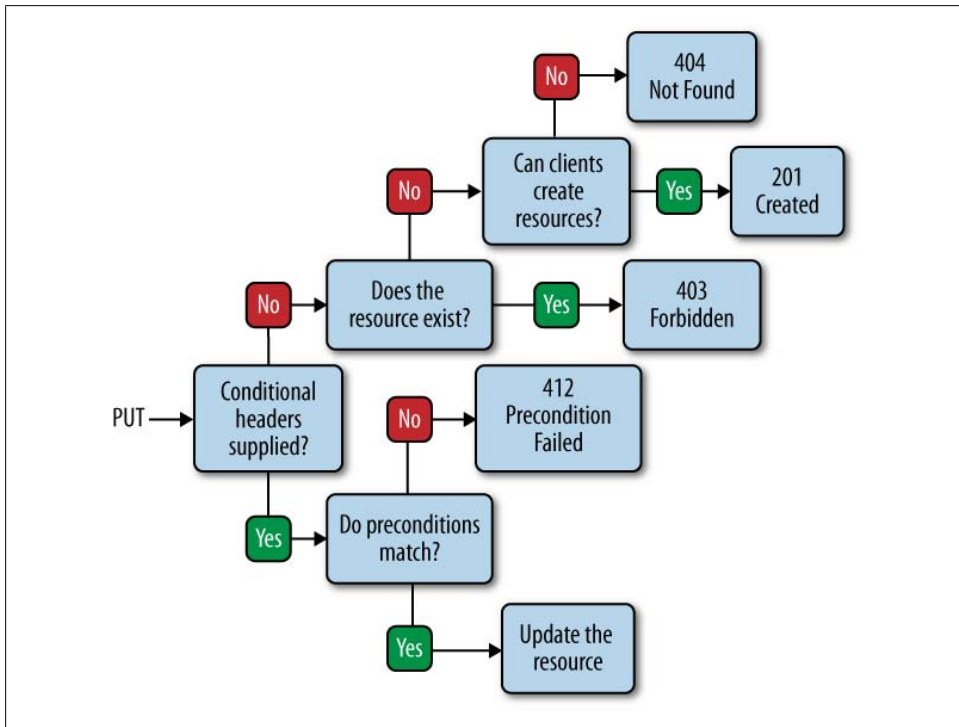 No
404
Not Found
No
Can clients
create
resources?
Yes
201
Created
No
Does the
resource exist?
Yes
403
Forbidden
PUT
Conditional
headers
supplied?
No
412
Precondition
Failed
Yes
Do preconditions
match?
Yes
Update the
resource